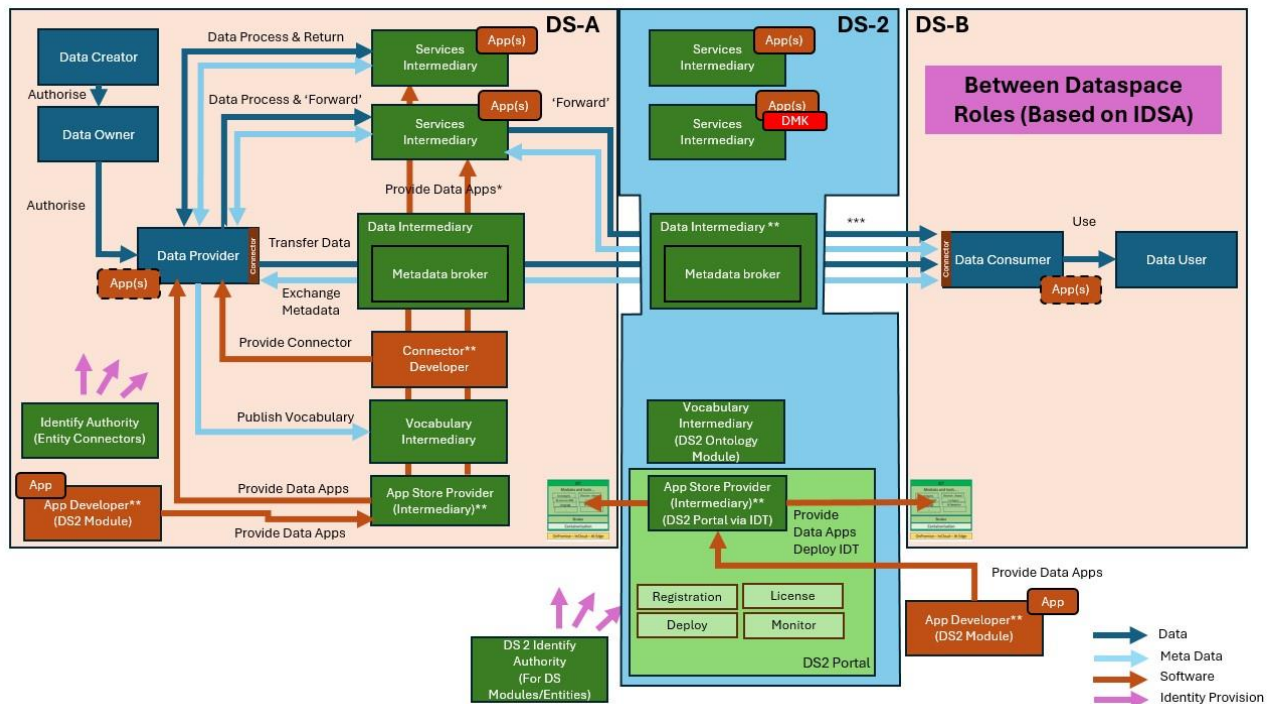 DS-A
DS-2
DS-B
Data Creator
Authorise
Data Owner
Authorise
Data Process & Return
Services
Intermediary
App(s)
Data Process & ‘Forward’
Services
Intermediary
App(s)
‘Forward’
Provide Data Apps*
Data Provider
Connector
App(s)
Transfer Data
Exchange
Metadata
Data Intermediary
Metadata broker
Provide Connector
Connector**
Developer
Identify Authority
(Entity Connectors)
Publish Vocabulary
Vocabulary
Intermediary
App
App Developer**
(DS2 Module)
Provide Data Apps
Provide Data Apps
App Store Provider
(Intermediary)**
Services
Intermediary
App(s)
Services
Intermediary
App(s)
DMK
Data Intermediary **
Metadata broker
Vocabulary
Intermediary
(DS2 Ontology
Module)
App Store Provider
(Intermediary)**
(DS2 Portal via IDT)
Provide
Data Apps
Deploy IDT
Registration
License
Deploy
Monitor
DS2 Portal
DS 2 Identify
Authority
(For DS
Modules/Entities)
Between Dataspace
Roles (Based on IDSA)
***
Connector
Data Consumer
App(s)
Use
Data User
Provide Data Apps
App
App Developer**
(DS2 Module)
Data
Meta Data
Software
Identity Provision